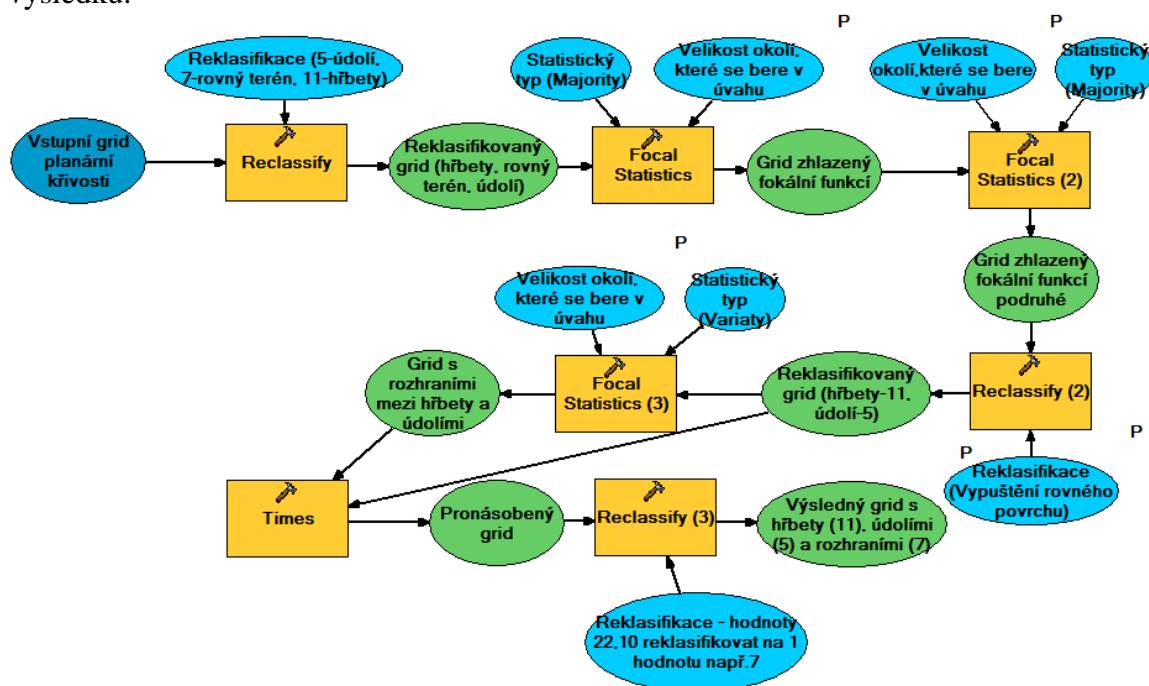 výsledku.
P
P
Reklasifikace (5-údolí,
7-rovný terén, 11-hřbety)
Statistický
typ (Majority)
Velikost okolí,
které se bere v
úvahu
Velikost
okolí,které se bere
v úvahu
Statistický
typ
(Majority)
Vstupní grid
planární
křivosti
Reclassify
Reklasifikovaný
grid (hřbety, rovný
terén, údolí)
Focal
Statistics
Grid zhlazený
fokální funkcí
Focal
Statistics (2)
Grid zhlazený
fokální funkcí
podruhé
P
Velikost okolí,
které se bere v
úvahu
Statistický
typ
(Variaty)
Grid s
rozhraními
mezi hřbety a
údolími
Focal
Statistics (3)
Reklasifikovaný
grid (hřbety-11,
údolí-5)
Reclassify (2)
P
P
Reklasifikace
(Vypuštění rovného
povrchu)
Times
Pronásobený
grid
Reclassify (3)
Výsledný grid s
hřbety (11), údolími
(5) a rozhraními (7)
Reklasifikace - hodnoty
22,10 reklasifikovat na 1
hodnotu např.7